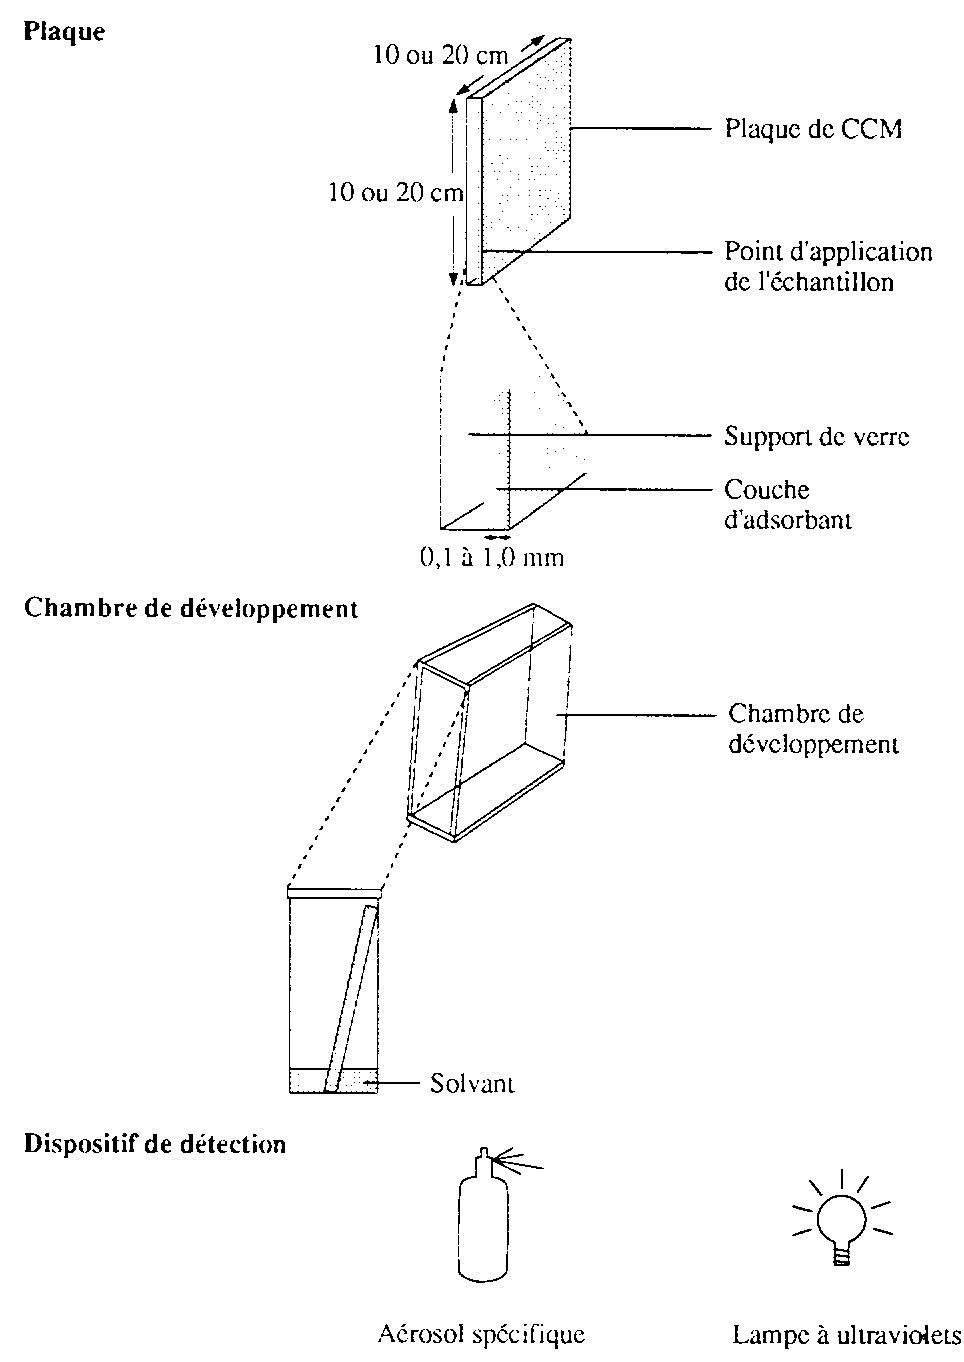 Plaque
10 ou 20 cm
Plaque de CCM
10 ou 20 cm
Point d'application
de l'échantillon
Support de verre
Couche
d'adsorbant
0,1 à 1,0 mm
Chambre de développement
Chambre de
développement
Solvant
Dispositif de détection
Aérosol spécifique
Lampe à ultraviolets